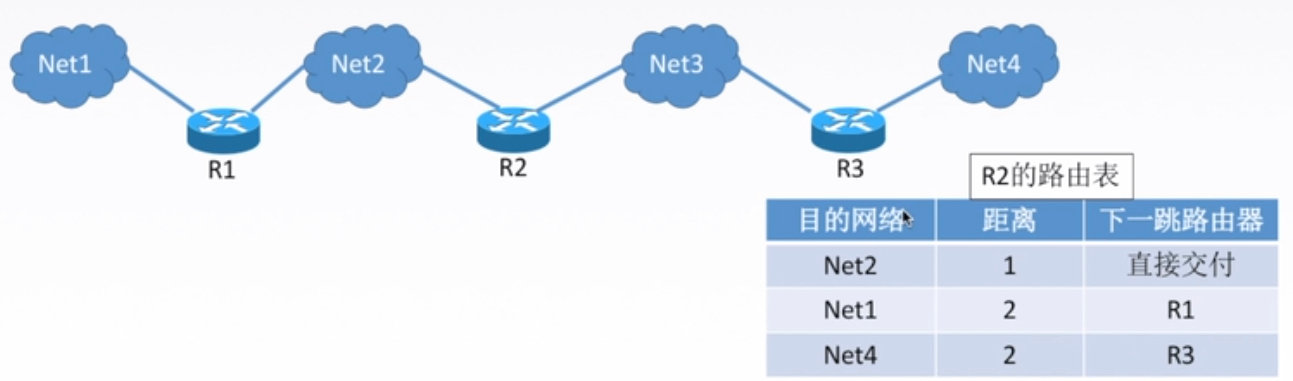 Net1 Net2 Net3 Net4
R1 R2 R3
R2的路由表
目的网络 距离 下一跳路由器
Net2 1 直接交付
Net1 2 R1
Net4 2 R3